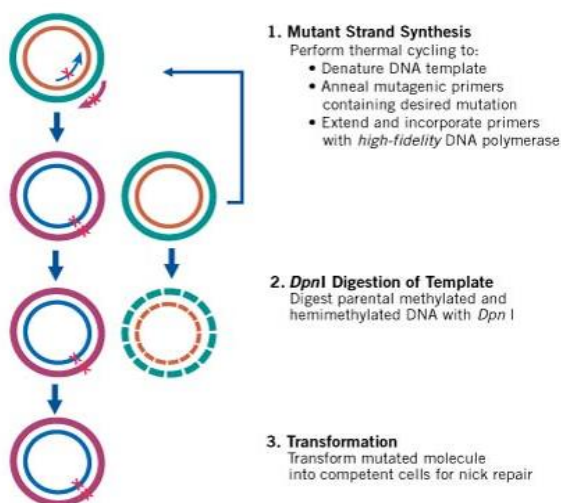 1. Mutant Strand Synthesis
Perform thermal cycling to:
• Denature DNA template
• Anneal mutagenic primers
containing desired mutation
• Extend and incorporate primers
with high-fidelity DNA polymerase
2. DpnI Digestion of Template
Digest parental methylated and
hemimethylated DNA with Dpn I
3. Transformation
Transform mutated molecule
into competent cells for nick repair